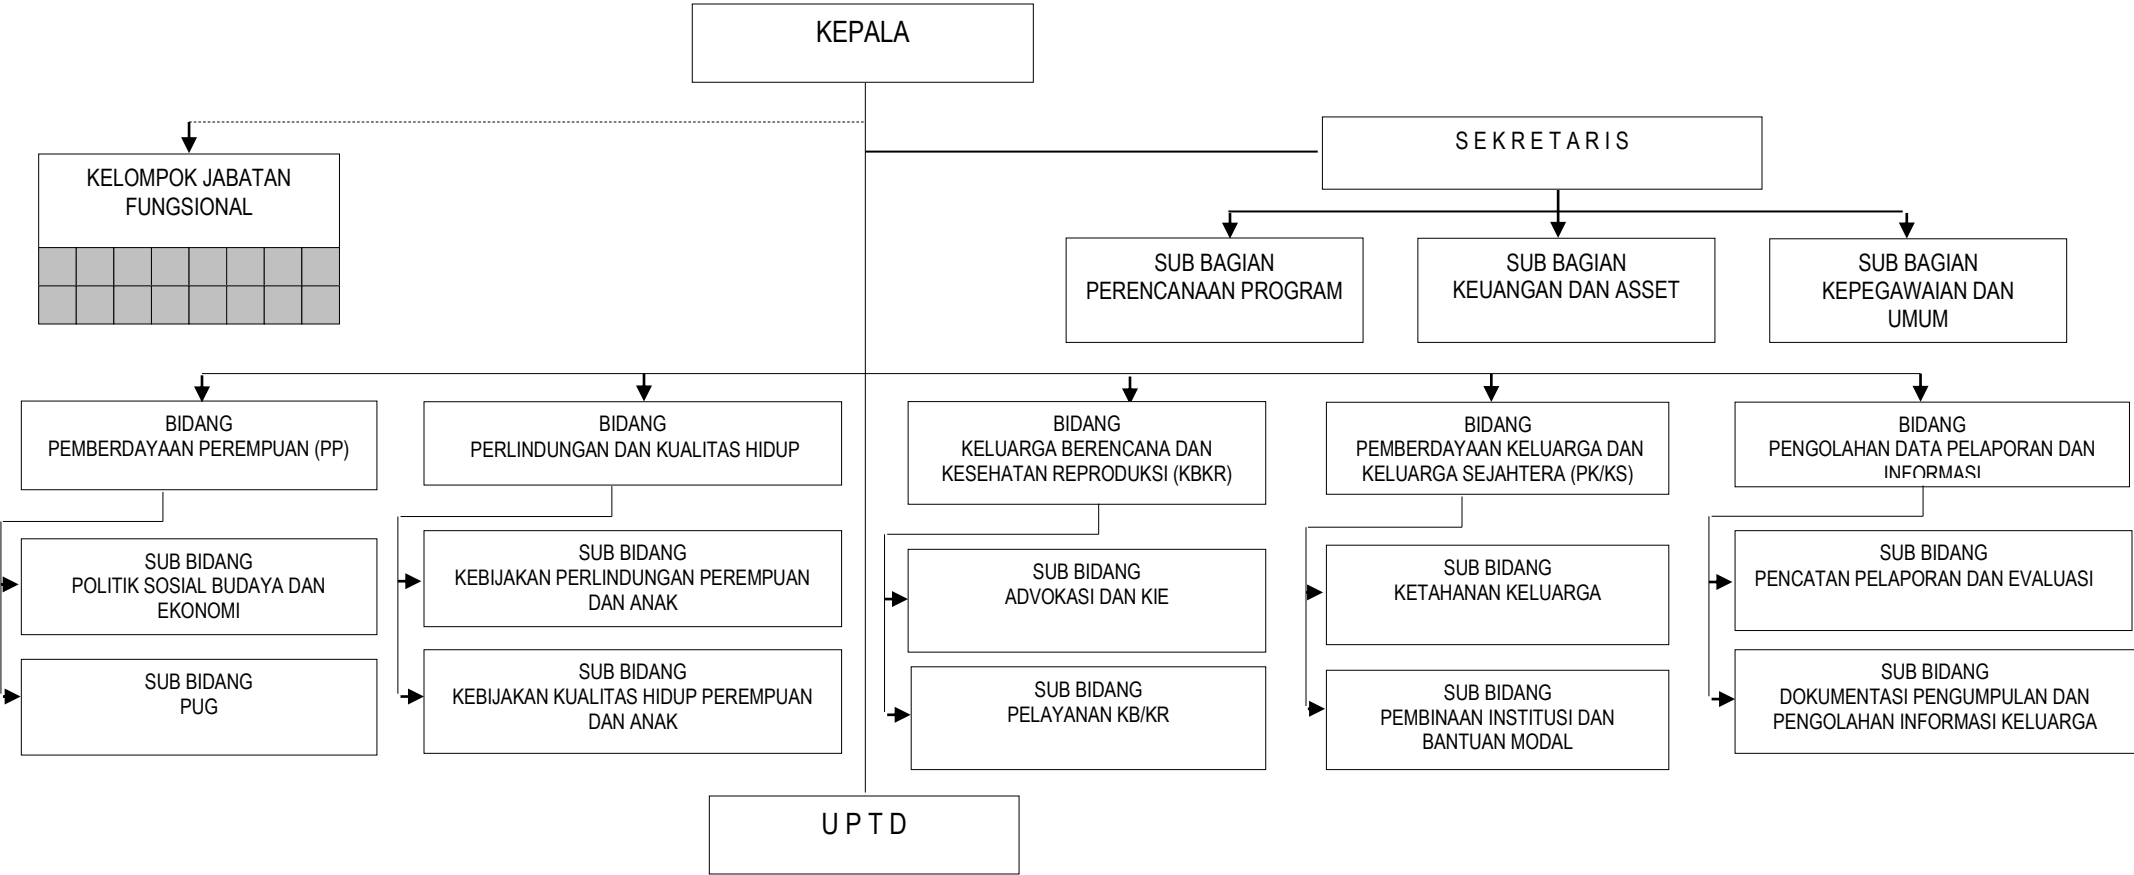 KEPALA
S E K R E T A R I S
KELOMPOK JABATAN
FUNGSIONAL
SUB BAGIAN
PERENCANAAN PROGRAM
SUB BAGIAN
KEUANGAN DAN ASSET
SUB BAGIAN
KEPEGAWAIAN DAN
UMUM
BIDANG
PEMBERDAYAAN PEREMPUAN (PP)
BIDANG
PERLINDUNGAN DAN KUALITAS HIDUP
BIDANG
KELUARGA BERENCANA DAN
KESEHATAN REPRODUKSI (KBKR)
BIDANG
PEMBERDAYAAN KELUARGA DAN
KELUARGA SEJAHTERA (PK/KS)
BIDANG
PENGOLAHAN DATA PELAPORAN DAN
INFORMASI
SUB BIDANG
POLITIK SOSIAL BUDAYA DAN
EKONOMI
SUB BIDANG
KEBIJAKAN PERLINDUNGAN PEREMPUAN
DAN ANAK
SUB BIDANG
ADVOKASI DAN KIE
SUB BIDANG
KETAHANAN KELUARGA
SUB BIDANG
PENCATAN PELAPORAN DAN EVALUASI
SUB BIDANG
PUG
SUB BIDANG
KEBIJAKAN KUALITAS HIDUP PEREMPUAN
DAN ANAK
SUB BIDANG
PELAYANAN KB/KR
SUB BIDANG
PEMBINAAN INSTITUSI DAN
BANTUAN MODAL
SUB BIDANG
DOKUMENTASI PENGUMPULAN DAN
PENGOLAHAN INFORMASI KELUARGA
U P T D